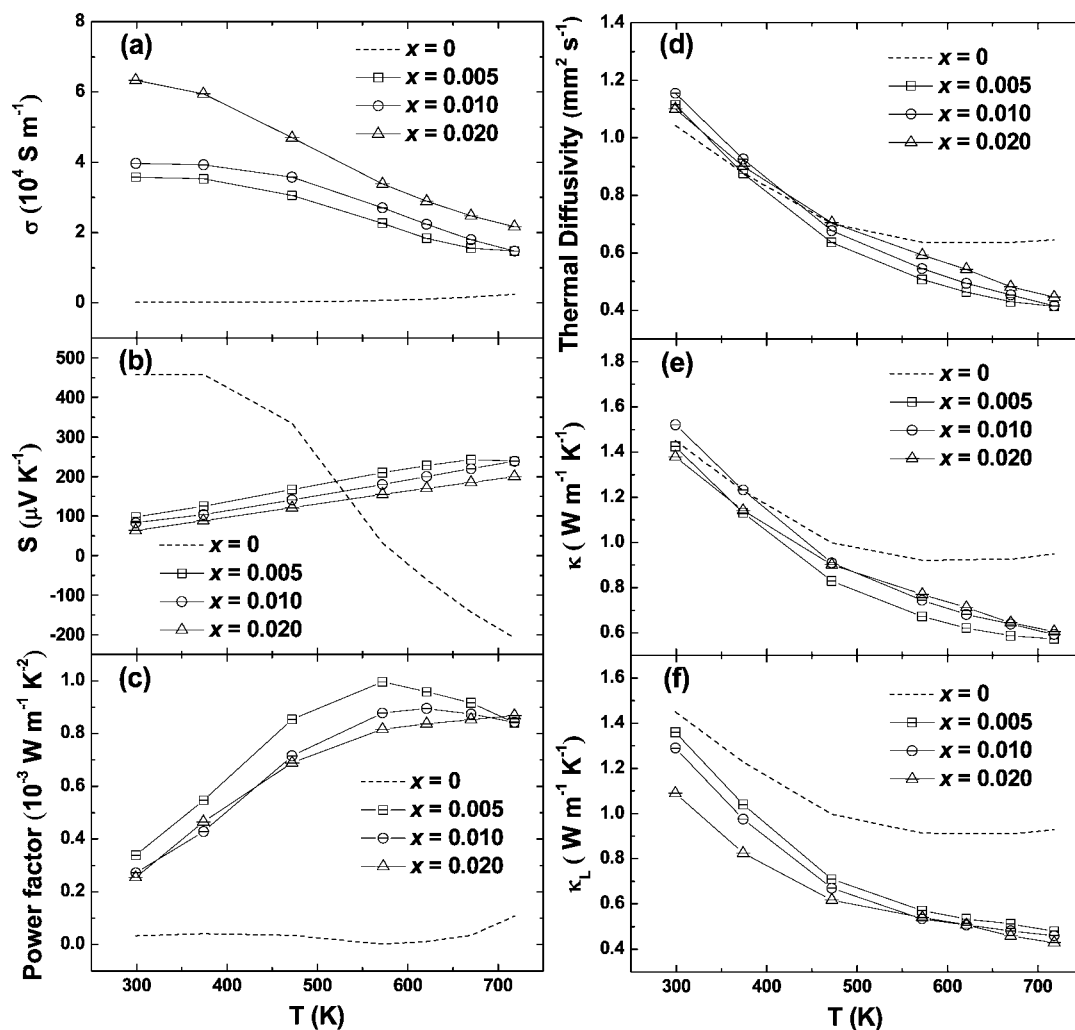 (a)
x = 0
x = 0.005
x = 0.010
x = 0.020
8
6
4
2
0
σ (10⁴ S m⁻¹)
(b)
500
450
400
350
300
250
200
150
100
50
0
-50
-100
-150
-200
S (μV K⁻¹)
x = 0
x = 0.005
x = 0.010
x = 0.020
(c)
1.0
0.8
0.6
0.4
0.2
0.0
Power factor (10⁻³ W m⁻¹ K⁻²)
x = 0
x = 0.005
x = 0.010
x = 0.020
300 400 500 600 700
T (K)
(d)
x = 0
x = 0.005
x = 0.010
x = 0.020
1.4
1.2
1.0
0.8
0.6
0.4
Thermal Diffusivity (mm² s⁻¹)
(e)
x = 0
x = 0.005
x = 0.010
x = 0.020
1.8
1.6
1.4
1.2
1.0
0.8
0.6
κ ( W m⁻¹ K⁻¹)
(f)
x = 0
x = 0.005
x = 0.010
x = 0.020
1.6
1.4
1.2
1.0
0.8
0.6
0.4
κL ( W m⁻¹ K⁻¹)
300 400 500 600 700
T (K)